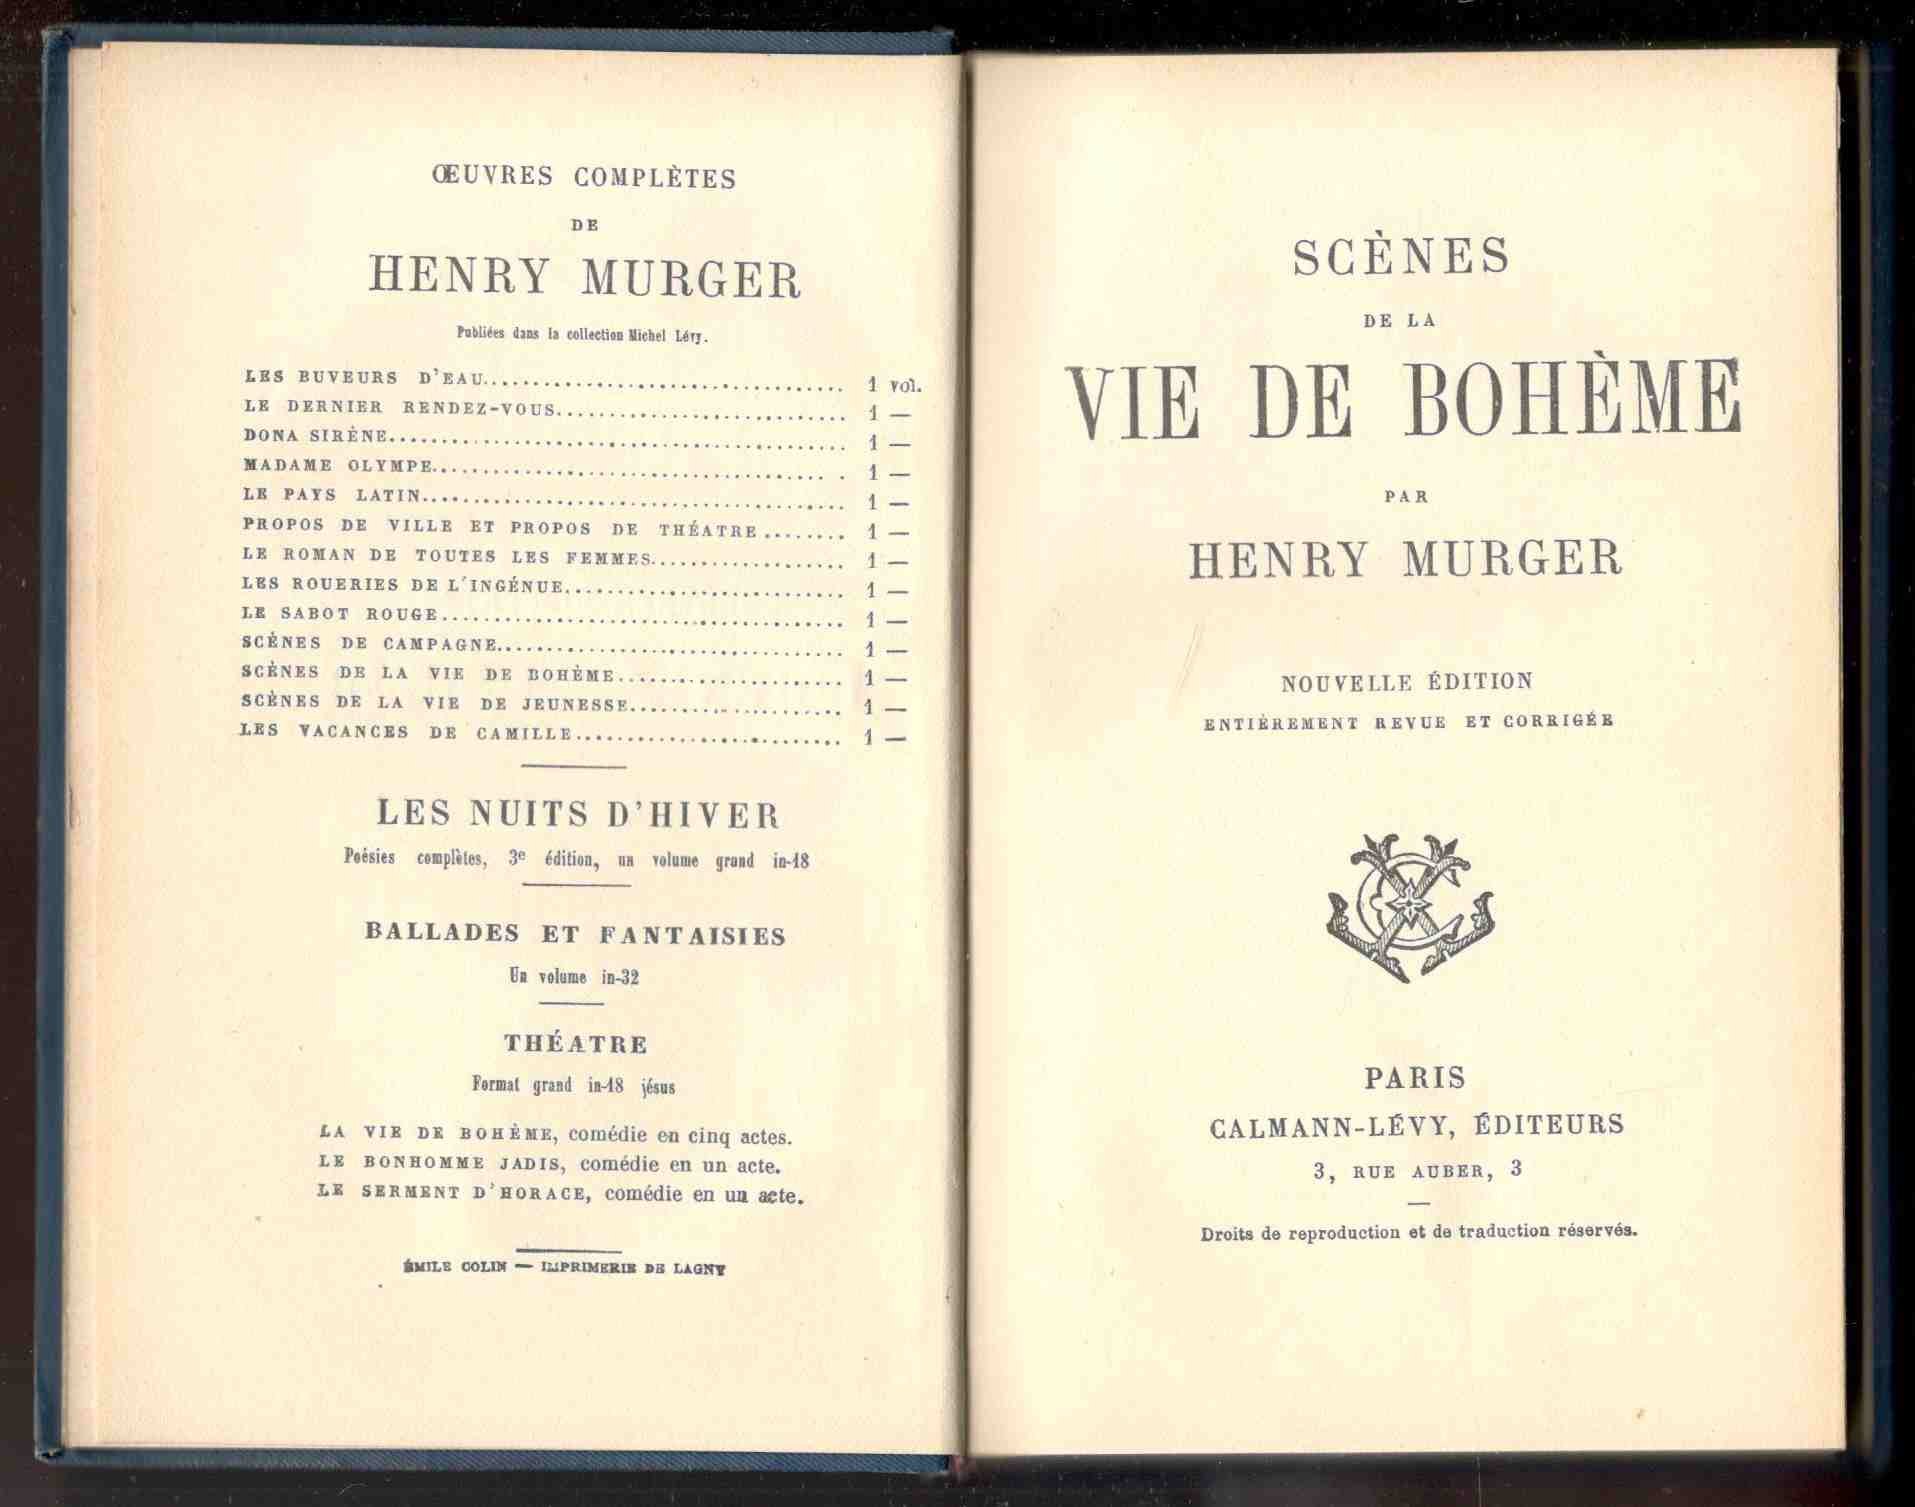 ŒUVRES COMPLÈTES
DE
HENRY MURGER
Publiées dans la collection Michel Lévy.
LES BUVEURS D'EAU........ 1 vol.
LE DERNIER RENDEZ-VOUS........ 1 —
DONA SIRÈNE........ 1 —
MADAME OLYMPE........ 1 —
LE PAYS LATIN........ 1 —
PROPOS DE VILLE ET PROPOS DE THÉATRE........ 1 —
LE ROMAN DE TOUTES LES FEMMES........ 1 —
LES ROUERIES DE L'INGÉNUE........ 1 —
LE SABOT ROUGE........ 1 —
SCÈNES DE CAMPAGNE........ 1 —
SCÈNES DE LA VIE DE BOHÈME........ 1 —
SCÈNES DE LA VIE DE JEUNESSE........ 1 —
LES VACANCES DE CAMILLE........ 1 —
LES NUITS D'HIVER
Poésies complètes, 3e édition, un volume grand in-18
BALLADES ET FANTAISIES
Un volume in-32
THÉATRE
Format grand in-18 jésus
LA VIE DE BOHÈME, comédie en cinq actes.
LE BONHOMME JADIS, comédie en un acte.
LE SERMENT D'HORACE, comédie en un acte.
ÉMILE COLIN — IMPRIMERIE DE LAGNY
SCÈNES
DE LA
VIE DE BOHÈME
PAR
HENRY MURGER
NOUVELLE ÉDITION
ENTIÈREMENT REVUE ET CORRIGÉE
PARIS
CALMANN-LÉVY, ÉDITEURS
3, RUE AUBER, 3
Droits de reproduction et de traduction réservés.